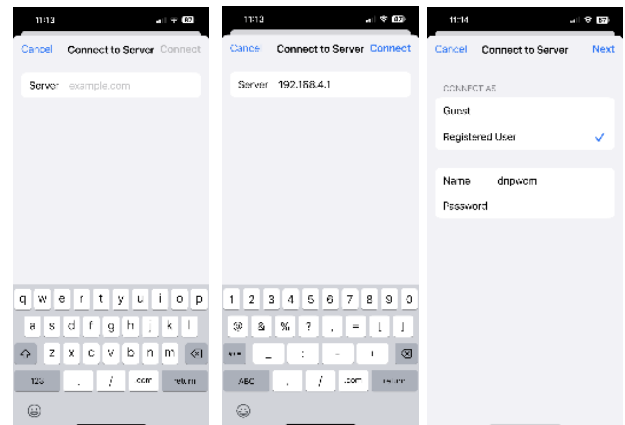 11:13
Cancel Connect to Server Connect
Server example.com
q w e r t y u i o p
a s d f g h j k l
z x c v b n m
123 . / .com return
11:13
Cancel Connect to Server Connect
Server 192.168.4.1
1 2 3 4 5 6 7 8 9 0
@ & % ? , = [ ]
#+= _ : - +
ABC . / .com return
11:14
Cancel Connect to Server Next
CONNECT AS
Guest
Registered User
Name dnpwcm
Password